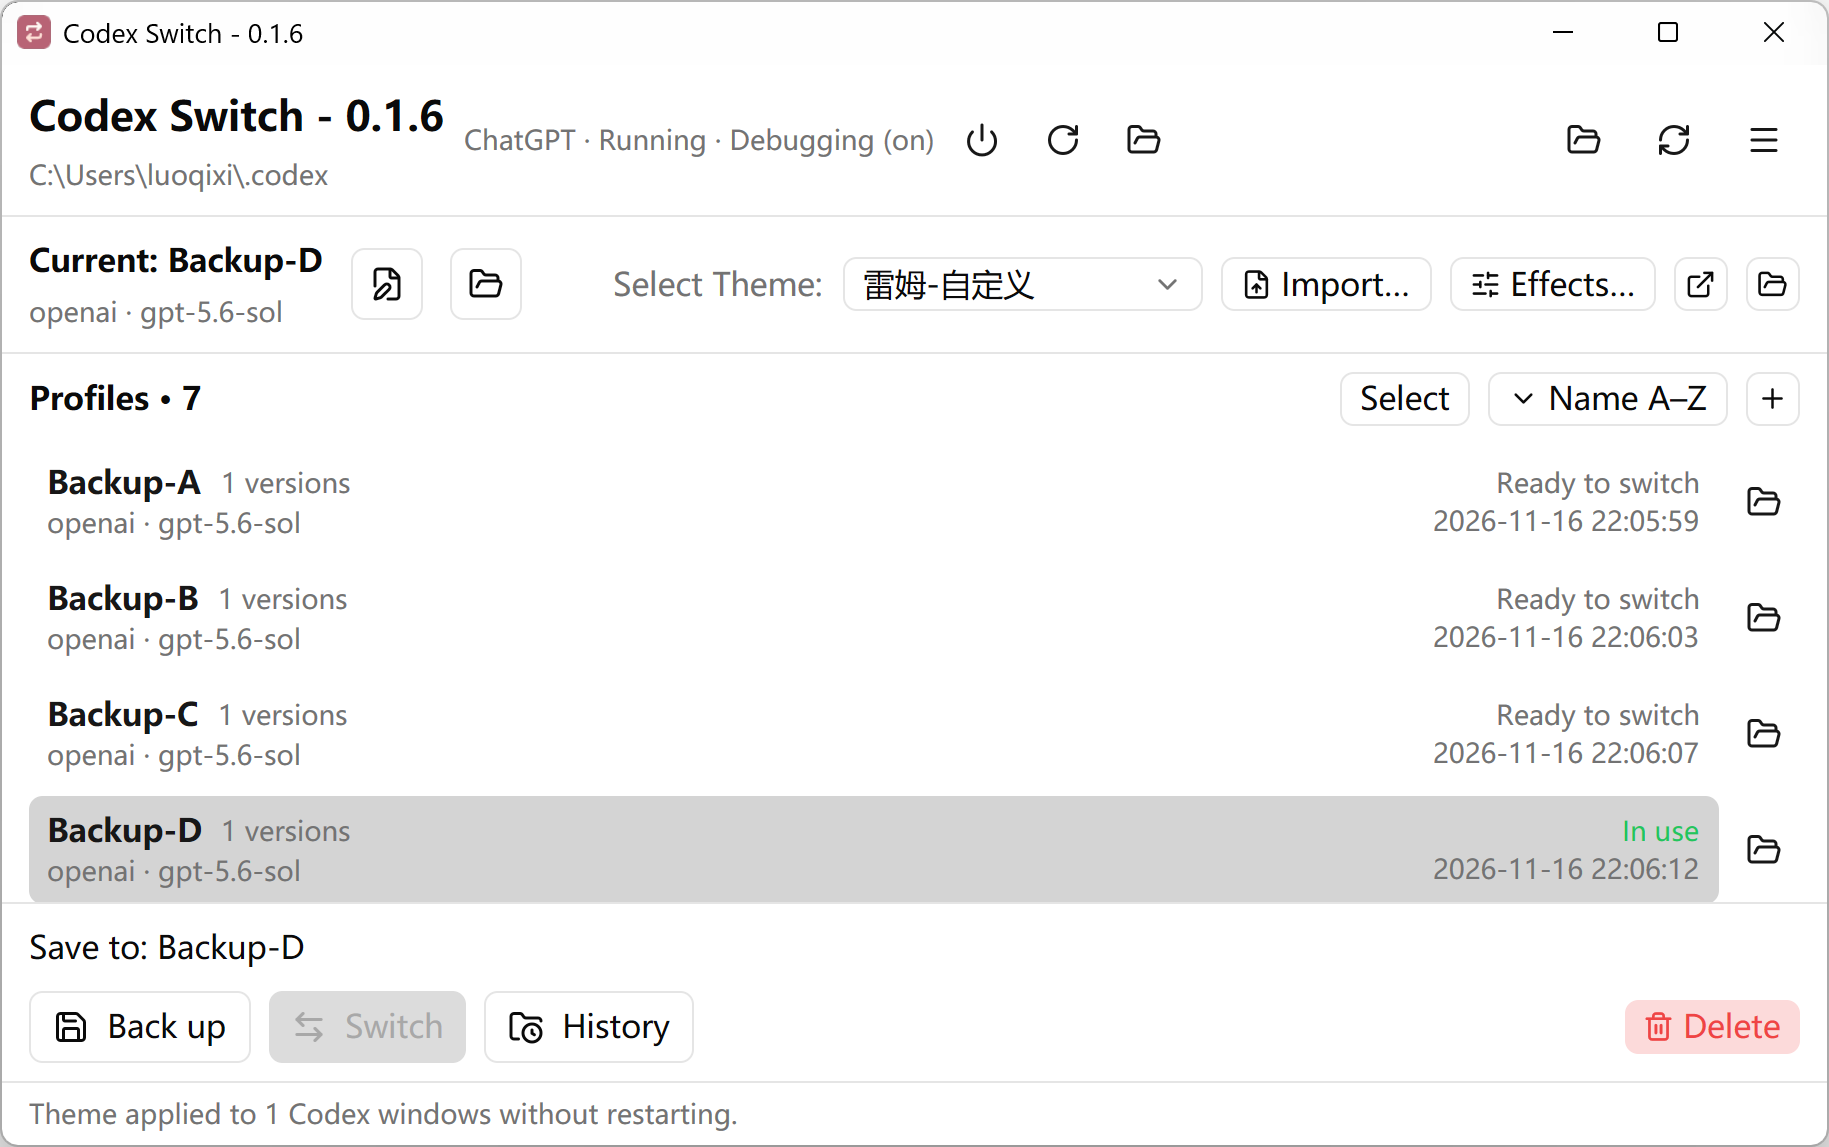 Codex Switch - 0.1.6
Codex Switch - 0.1.6
ChatGPT · Running · Debugging (on)
C:\Users\luoqixi\.codex
Current: Backup-D
openai · gpt-5.6-sol
Select Theme:
雷姆-自定义
Import...
Effects...
Profiles • 7
Select
Name A–Z
Backup-A 1 versions
openai · gpt-5.6-sol
Ready to switch
2026-11-16 22:05:59
Backup-B 1 versions
openai · gpt-5.6-sol
Ready to switch
2026-11-16 22:06:03
Backup-C 1 versions
openai · gpt-5.6-sol
Ready to switch
2026-11-16 22:06:07
Backup-D 1 versions
openai · gpt-5.6-sol
In use
2026-11-16 22:06:12
Save to: Backup-D
Back up
Switch
History
Delete
Theme applied to 1 Codex windows without restarting.